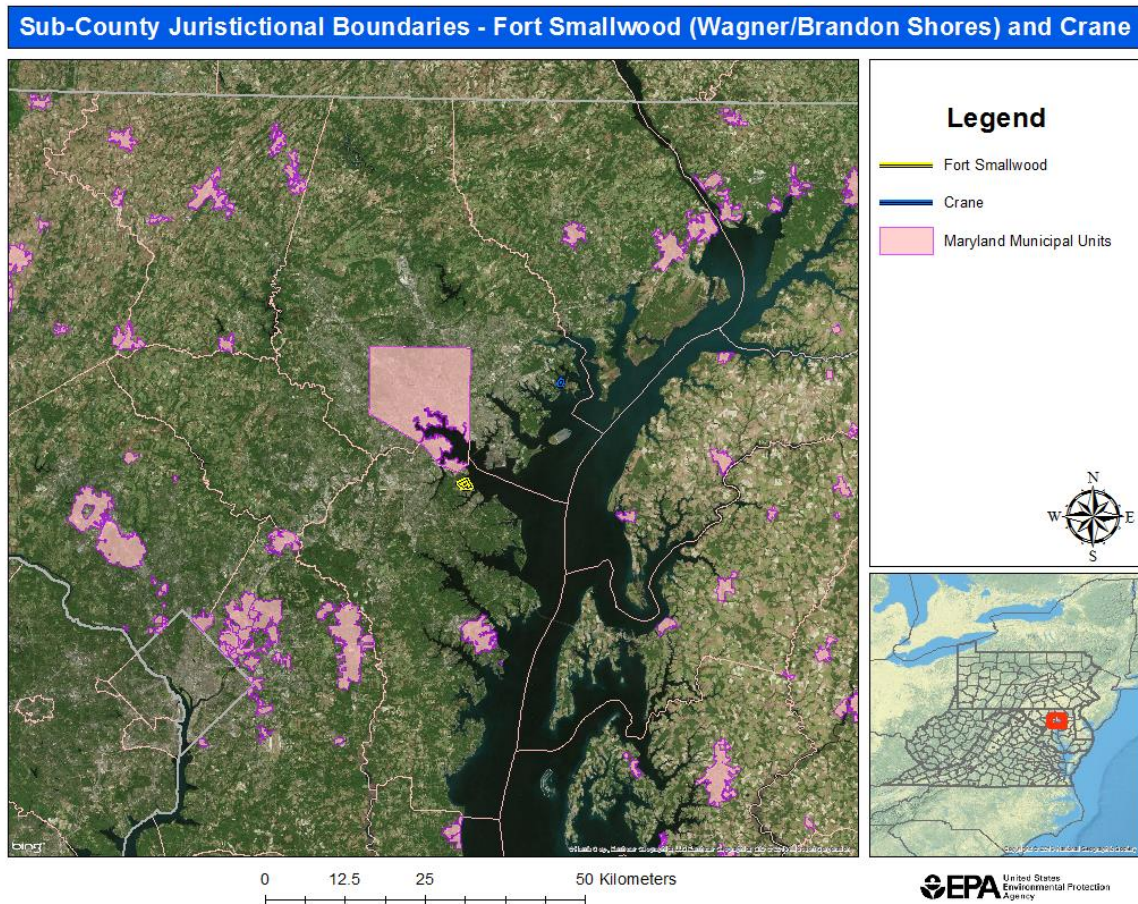 Sub-County Juristictional Boundaries - Fort Smallwood (Wagner/Brandon Shores) and Crane
Legend
Fort Smallwood
Crane
Maryland Municipal Units
N
W E
S
bing
0 12.5 25 50 Kilometers
EPA
United States
Environmental Protection
Agency